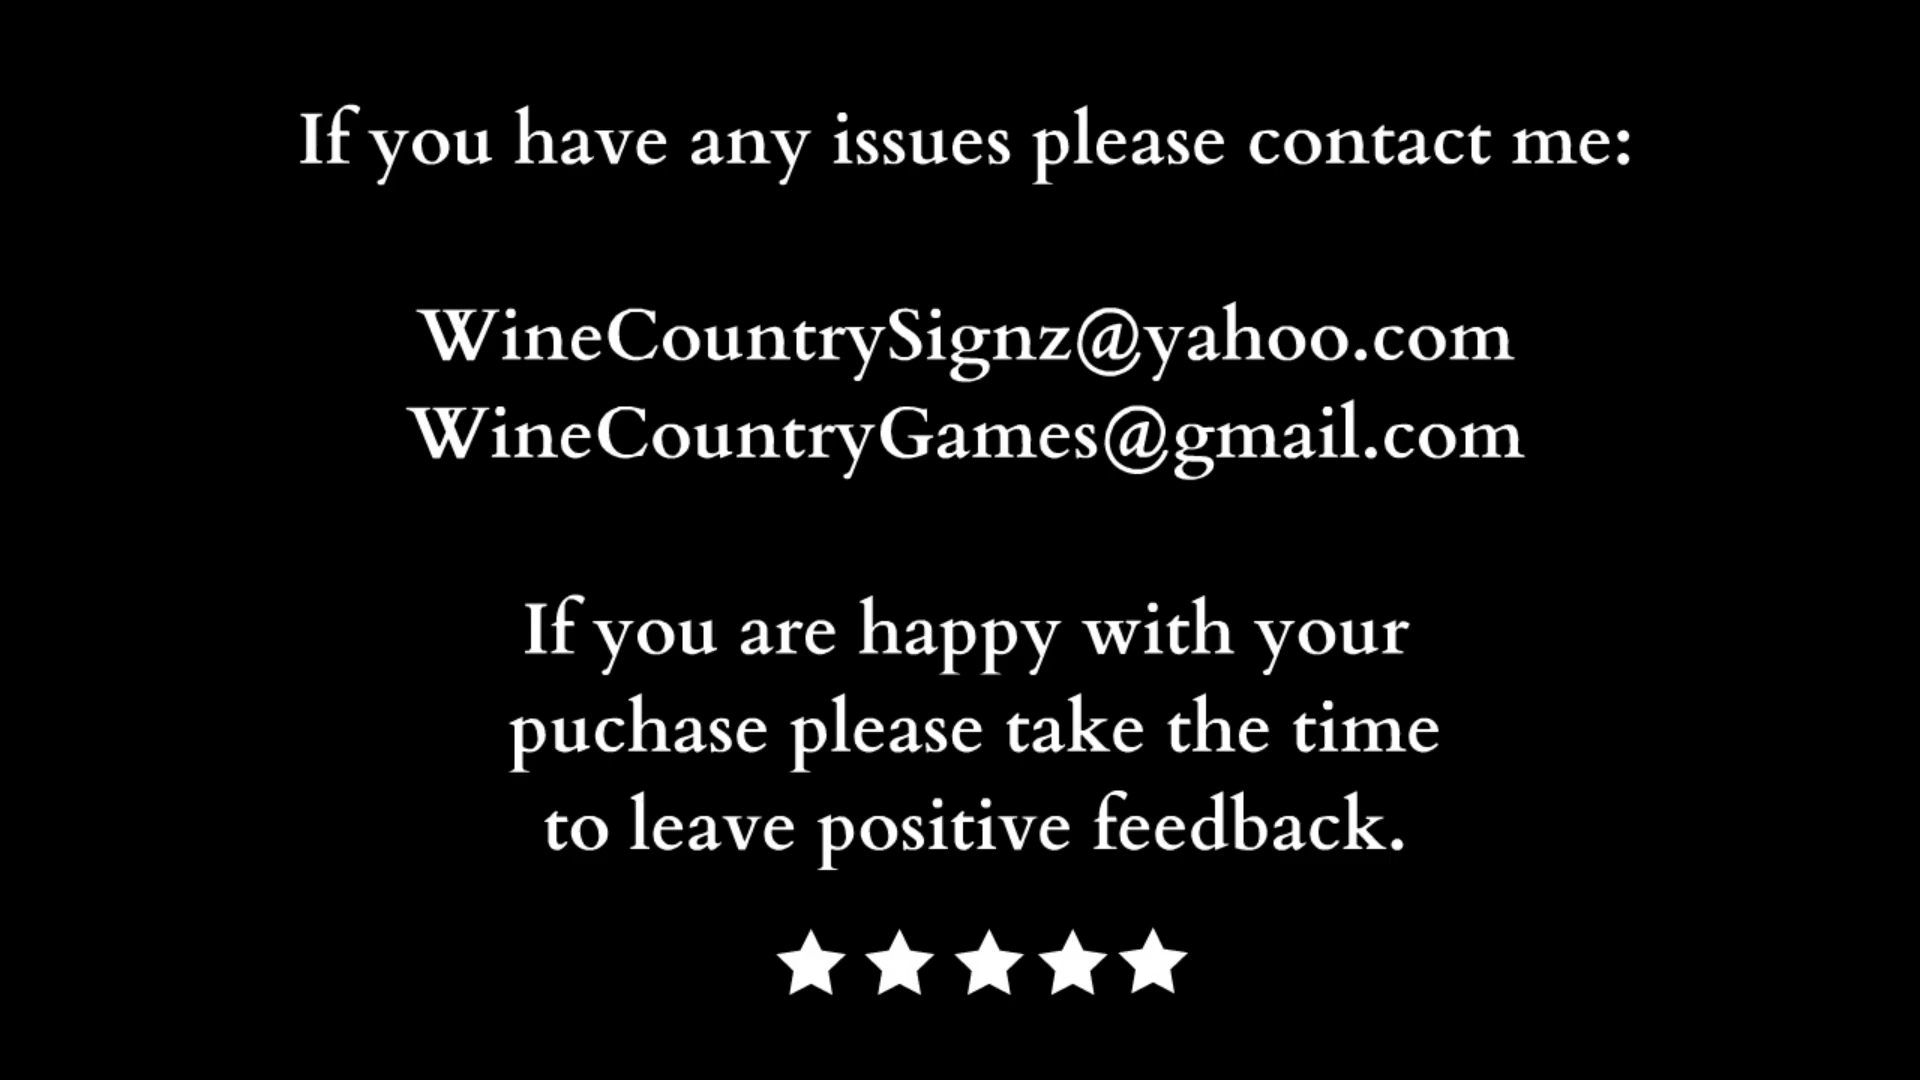 If you have any issues please contact me:
WineCountrySignz@yahoo.com
WineCountryGames@gmail.com
If you are happy with your
puchase please take the time
to leave positive feedback.